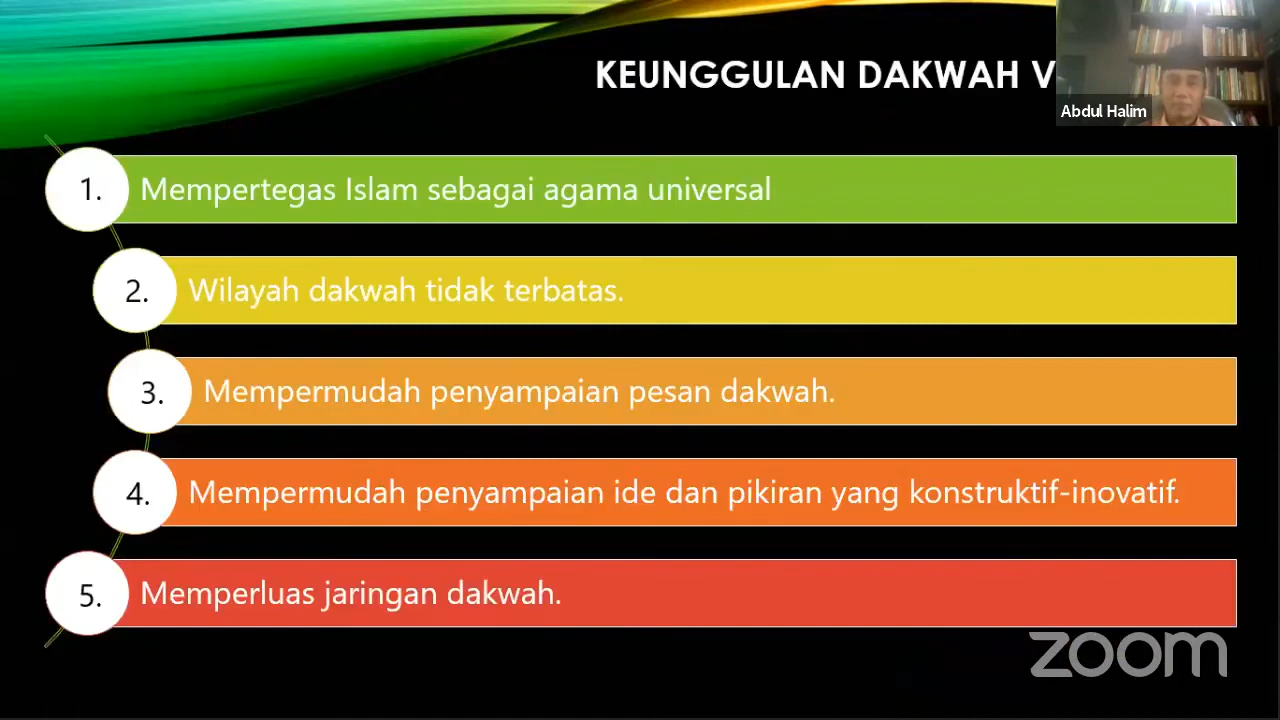 KEUNGGULAN DAKWAH V
Abdul Halim
1. Mempertegas Islam sebagai agama universal
2. Wilayah dakwah tidak terbatas.
3. Mempermudah penyampaian pesan dakwah.
4. Mempermudah penyampaian ide dan pikiran yang konstruktif-inovatif.
5. Memperluas jaringan dakwah.
zoom